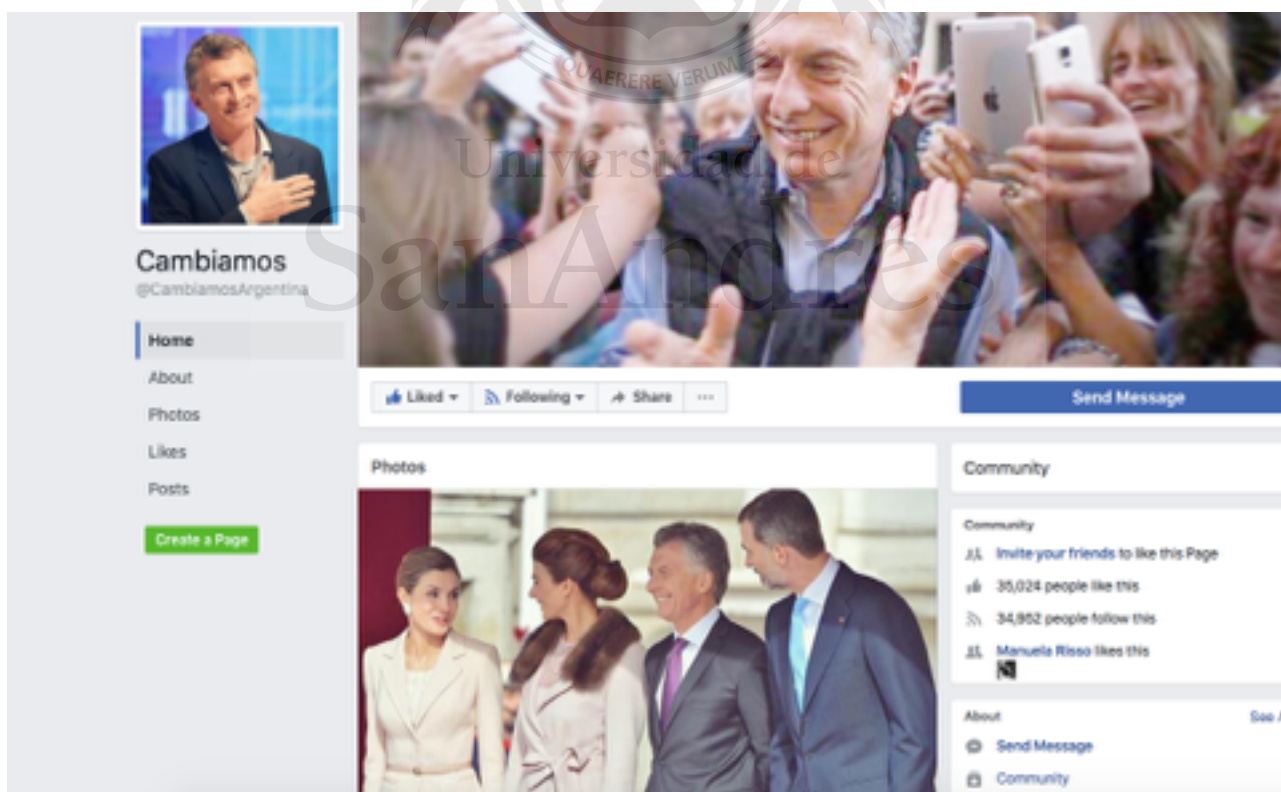 QUAERERE VERUM
Universidad de
SanAndres
Cambiamos
@CambiamosArgentina
Home
About
Photos
Likes
Posts
Create a Page
Liked
Following
Share
...
Send Message
Photos
Community
Community
Invite your friends to like this Page
35,024 people like this
34,952 people follow this
Manuela Risso likes this
About
See
Send Message
Community